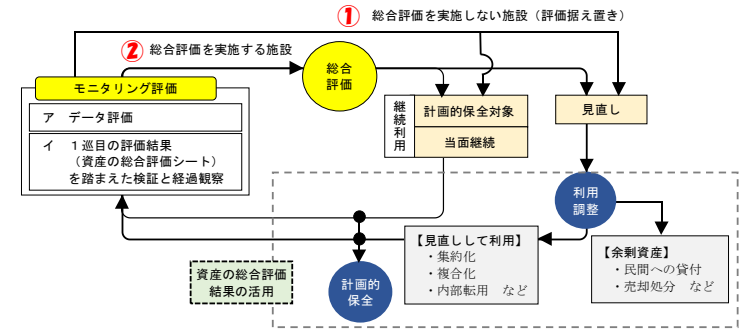 ① 総合評価を実施しない施設(評価据え置き)
② 総合評価を実施する施設
総合
評価
モニタリング評価
ア データ評価
イ 1巡目の評価結果
(資産の総合評価シート)
を踏まえた検証と経過観察
継続利用
計画的保全対象
当面継続
見直し
利用
調整
【見直しして利用】
・集約化
・複合化
・内部転用 など
【余剰資産】
・民間への貸付
・売却処分 など
資産の総合評価
結果の活用
計画的
保全